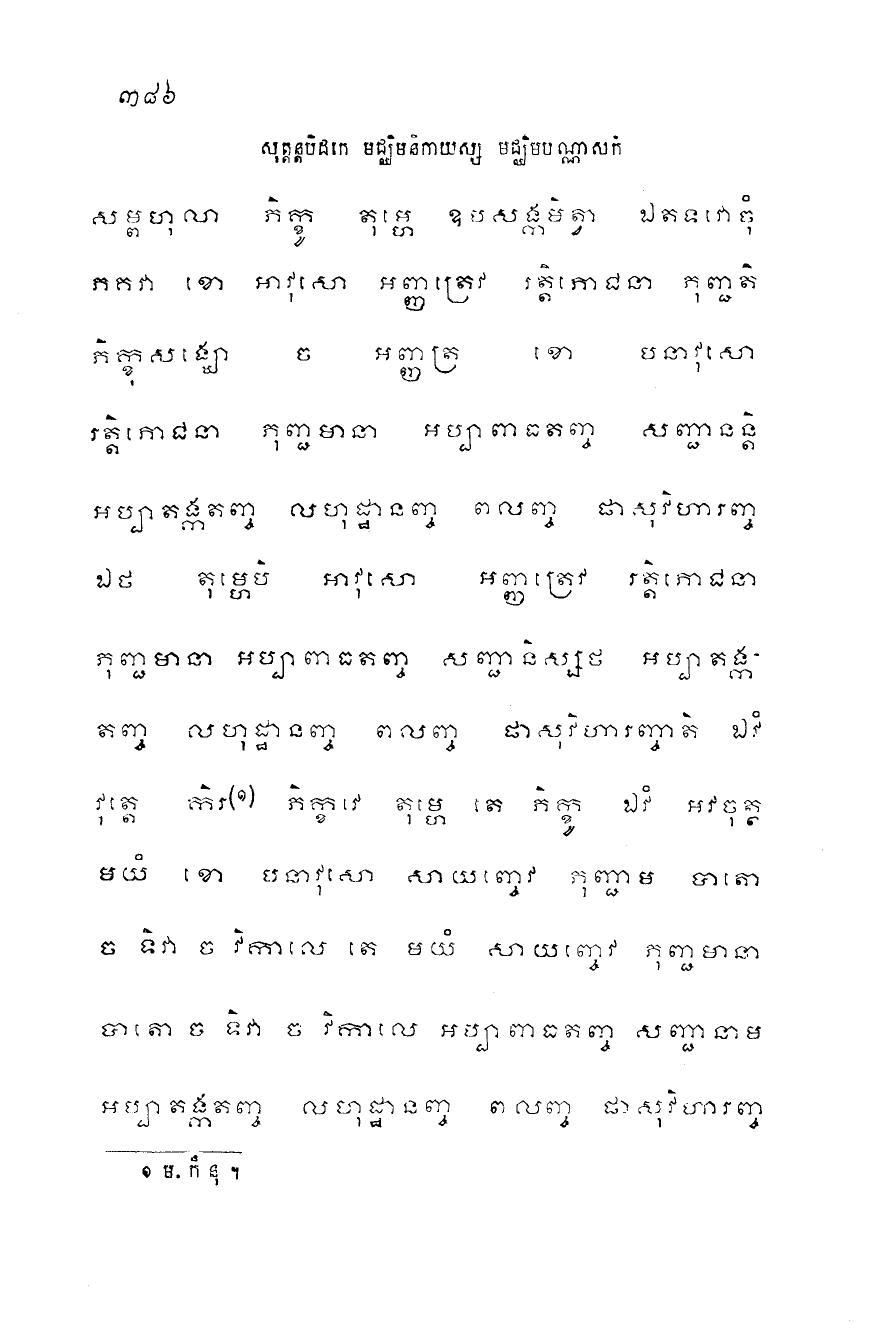 ៣៨៦
សុត្តន្តបិដកេ មជ្ឈិមនិកាយស្ស មជ្ឈិមបណ្ណាសកំ
សម្ពហុលា ភិក្ខូ តុម្ហេ ឧបសង្កមិត្វា ឯតទវោចុំ
ភគវា ខោ អាវុសោ អញ្ញត្រេវ រត្តិភោជនា ភុញ្ជតិ
ភិក្ខុសង្ឃោ ច អញ្ញត្រ ខោ បនាវុសោ
រត្តិភោជនា ភុញ្ជមានា អប្បាពាធតញ្ច សញ្ជានន្តិ
អប្បាតង្កតញ្ច លហុដ្ឋានញ្ច ពលញ្ច ផាសុវិហារញ្ច
ឯថ តុម្ហេបិ អាវុសោ អញ្ញត្រេវ រត្តិភោជនា
ភុញ្ជមានា អប្បាពាធតញ្ច សញ្ជានិស្សថ អប្បាតង្ក-
តញ្ច លហុដ្ឋានញ្ច ពលញ្ច ផាសុវិហារញ្ចាតិ ឯវំ
វុត្តេ កិរ(១) ភិក្ខវេ តុម្ហេ តេ ភិក្ខូ ឯវំ អវចុត្ថ
មយំ ខោ បនាវុសោ សាយញ្ចេវ ភុញ្ជាម បាតោ
ច ទិវា ច វិកាលេ តេ មយំ សាយញ្ចេវ ភុញ្ជមានា
បាតោ ច ទិវា ច វិកាលេ អប្បាពាធតញ្ច សញ្ជានាម
អប្បាតង្កតញ្ច លហុដ្ឋានញ្ច ពលញ្ច ផាសុវិហារញ្ច
១ ម. កឹ នុ ។